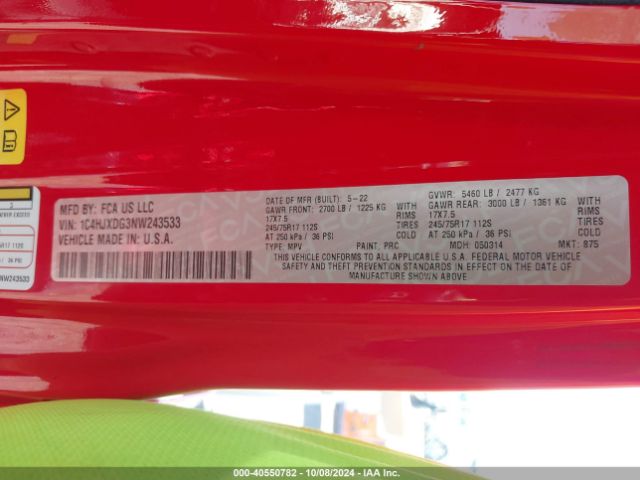 MFD. BY: FCA US LLC
VIN: 1C4HJXDG3NW243533
VEHICLE MADE IN: U.S.A.
DATE OF MFR (BUILT): 5-22
GVWR: 5460 LB / 2477 KG
GAWR FRONT: 2700 LB / 1225 KG WITH
GAWR REAR: 3000 LB / 1361 KG WITH
17X7.5 RIMS
17X7.5 RIMS
245/75R17 112S TIRES
245/75R17 112S TIRES
AT 250 kPa / 36 PSI COLD
AT 250 kPa / 36 PSI COLD
TYPE: MPV PAINT: PRC MDH: 050314 MKT: 875
THIS VEHICLE CONFORMS TO ALL APPLICABLE U.S.A. FEDERAL MOTOR VEHICLE
SAFETY AND THEFT PREVENTION STANDARDS IN EFFECT ON THE DATE OF
MANUFACTURE SHOWN ABOVE.
5R17 112S
/ 36 PSI
NW243533
000-40550782 - 10/08/2024 - IAA Inc.